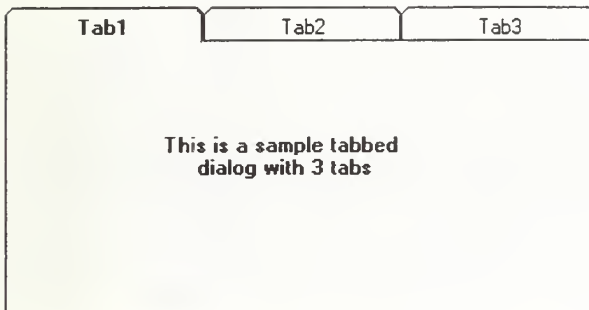 Tab1 Tab2 Tab3
This is a sample tabbed
dialog with 3 tabs